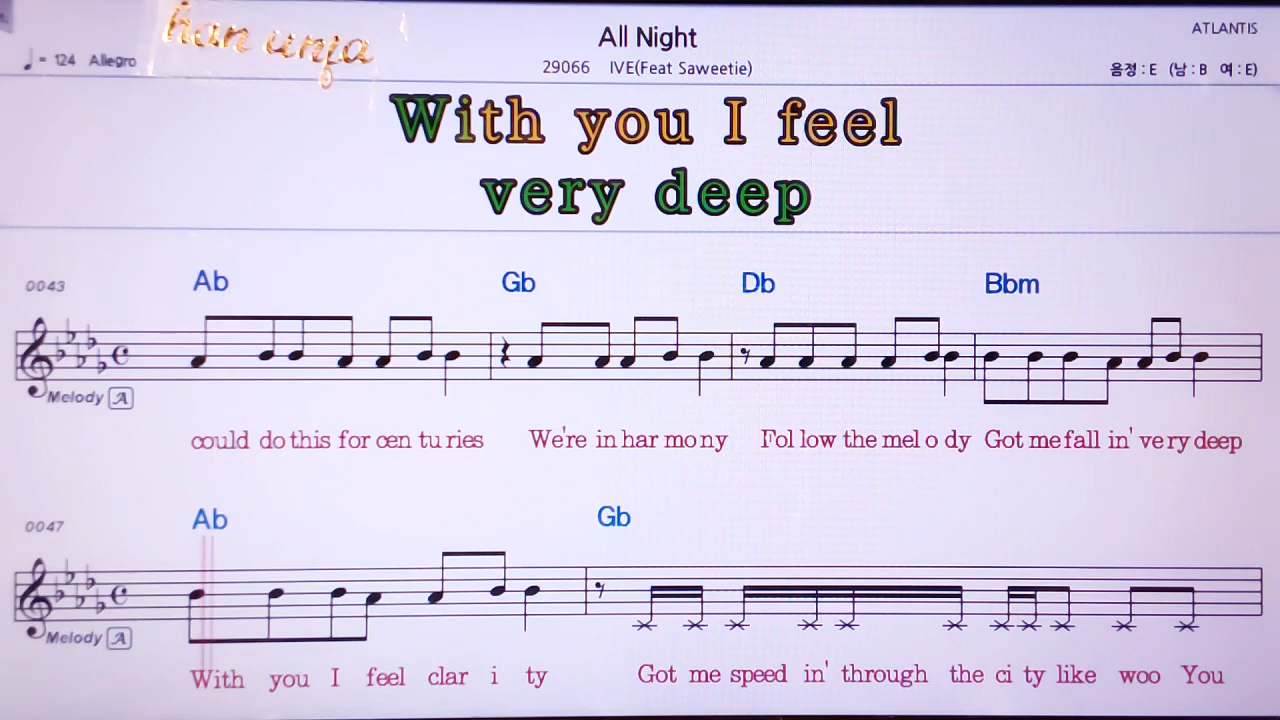 han unja
All Night
ATLANTIS
♩= 124 Allegro
29066 IVE(Feat Saweetie)
음정 : E (남 : B 여 : E)
With you I feel
very deep
0043
Ab Gb Db Bbm
Melody A
could do this for cen tu ries We're in har mo ny Fol low the mel o dy Got me fall in' ve ry deep
0047
Ab Gb
Melody A
With you I feel clar i ty Got me speed in' through the ci ty like woo You